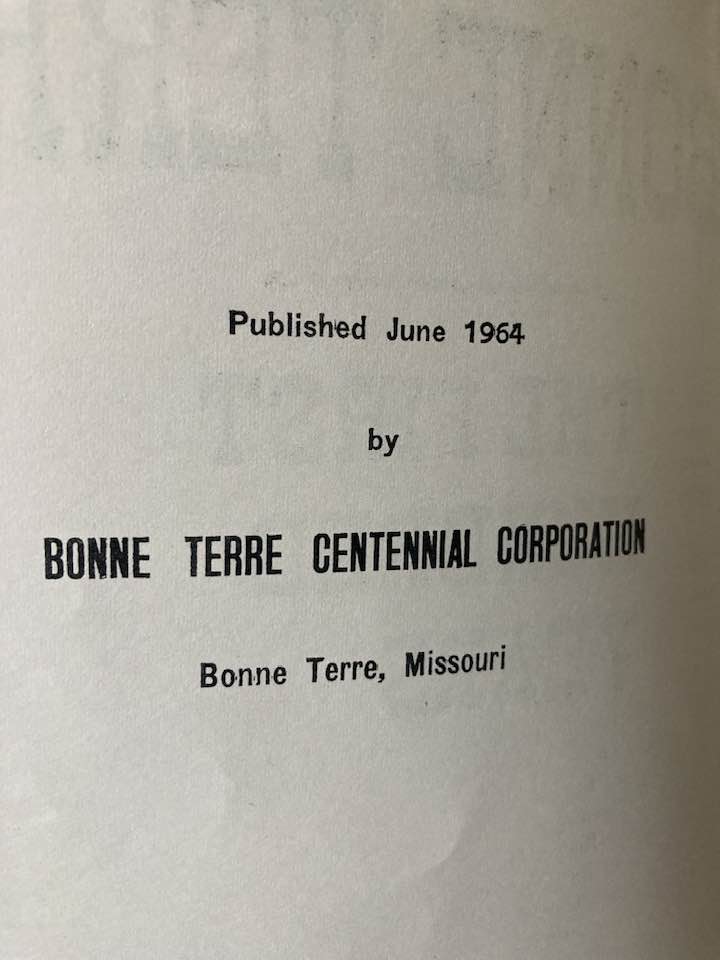 Published June 1964
by
BONNE TERRE CENTENNIAL CORPORATION
Bonne Terre, Missouri